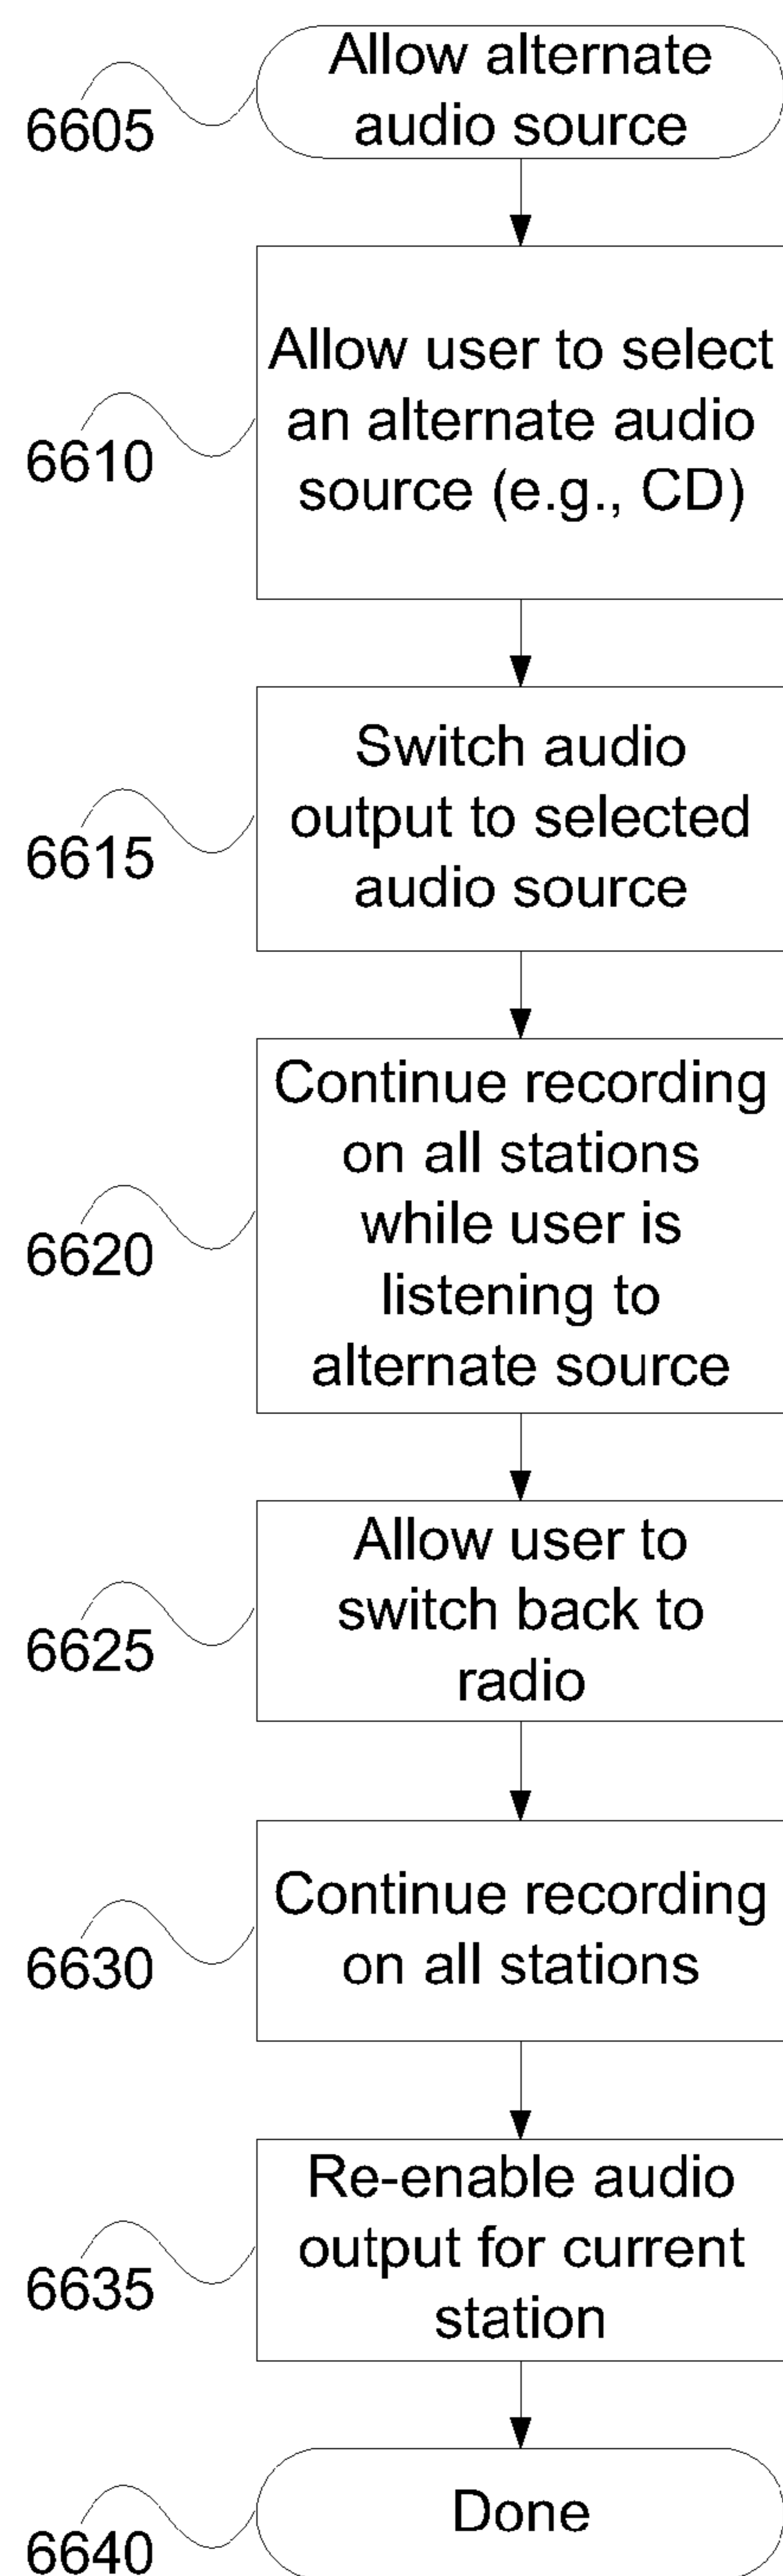 Allow alternate
audio source
6605
Allow user to select
an alternate audio
source (e.g., CD)
6610
Switch audio
output to selected
audio source
6615
Continue recording
on all stations
while user is
listening to
alternate source
6620
Allow user to
switch back to
radio
6625
Continue recording
on all stations
6630
Re-enable audio
output for current
station
6635
Done
6640